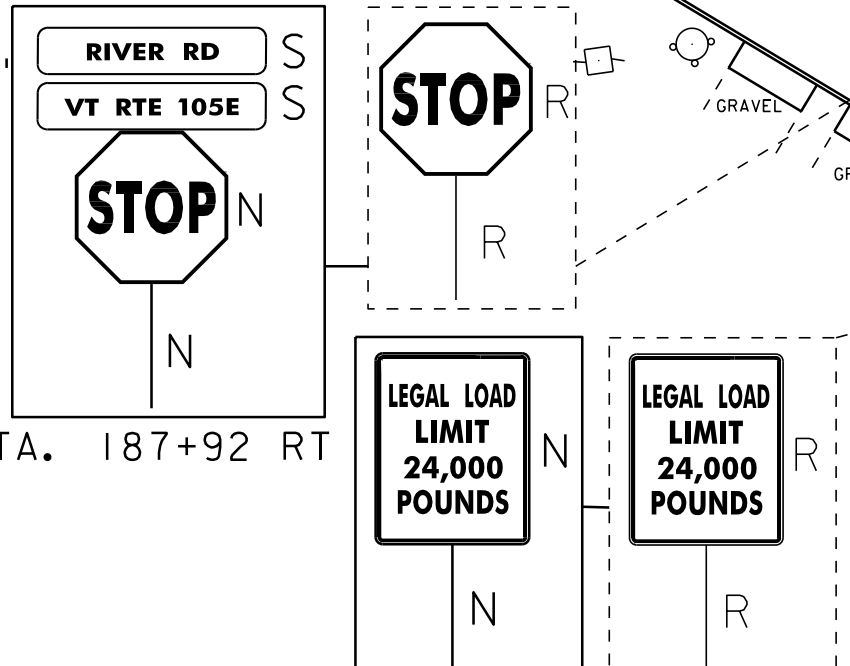 RIVER RD S
VT RTE 105E S
STOP N
N
STA. 187+92 RT
STOP R
R
GRAVEL
LEGAL LOAD
LIMIT
24,000
POUNDS
N
N
LEGAL LOAD
LIMIT
24,000
POUNDS
R
R